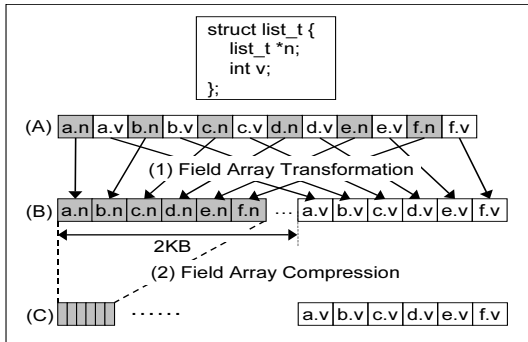 struct list_t {
list_t *n;
int v;
};
(A) a.n a.v b.n b.v c.n c.v d.n d.v e.n e.v f.n f.v
(1) Field Array Transformation
(B) a.n b.n c.n d.n e.n f.n ... a.v b.v c.v d.v e.v f.v
2KB
(2) Field Array Compression
(C) ...... a.v b.v c.v d.v e.v f.v